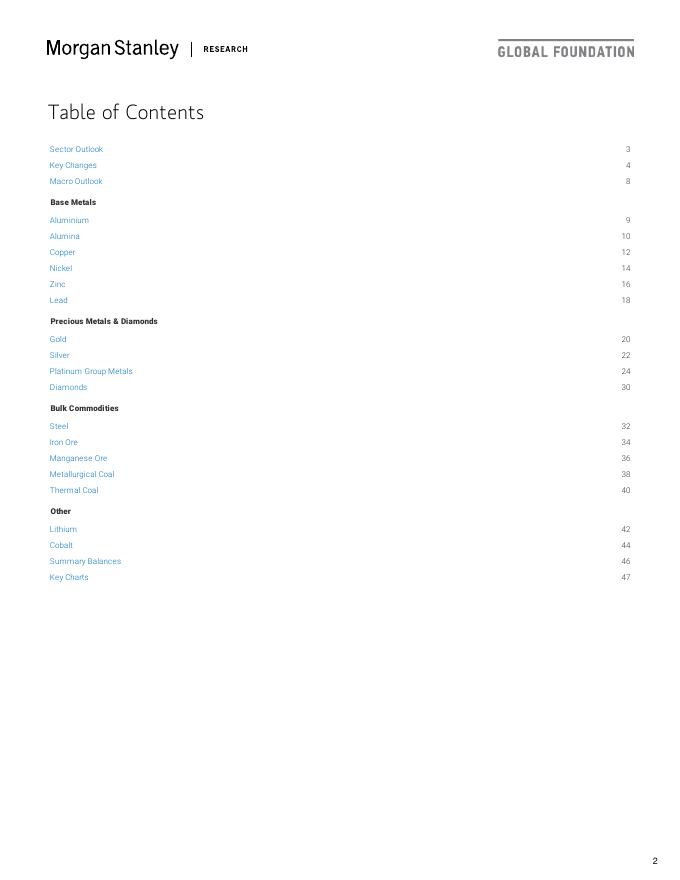 Morgan Stanley | RESEARCH
GLOBAL FOUNDATION
Table of Contents
Sector Outlook 3
Key Changes 4
Macro Outlook 8
Base Metals
Aluminium 9
Alumina 10
Copper 12
Nickel 14
Zinc 16
Lead 18
Precious Metals & Diamonds
Gold 20
Silver 22
Platinum Group Metals 24
Diamonds 30
Bulk Commodities
Steel 32
Iron Ore 34
Manganese Ore 36
Metallurgical Coal 38
Thermal Coal 40
Other
Lithium 42
Cobalt 44
Summary Balances 46
Key Charts 47
2